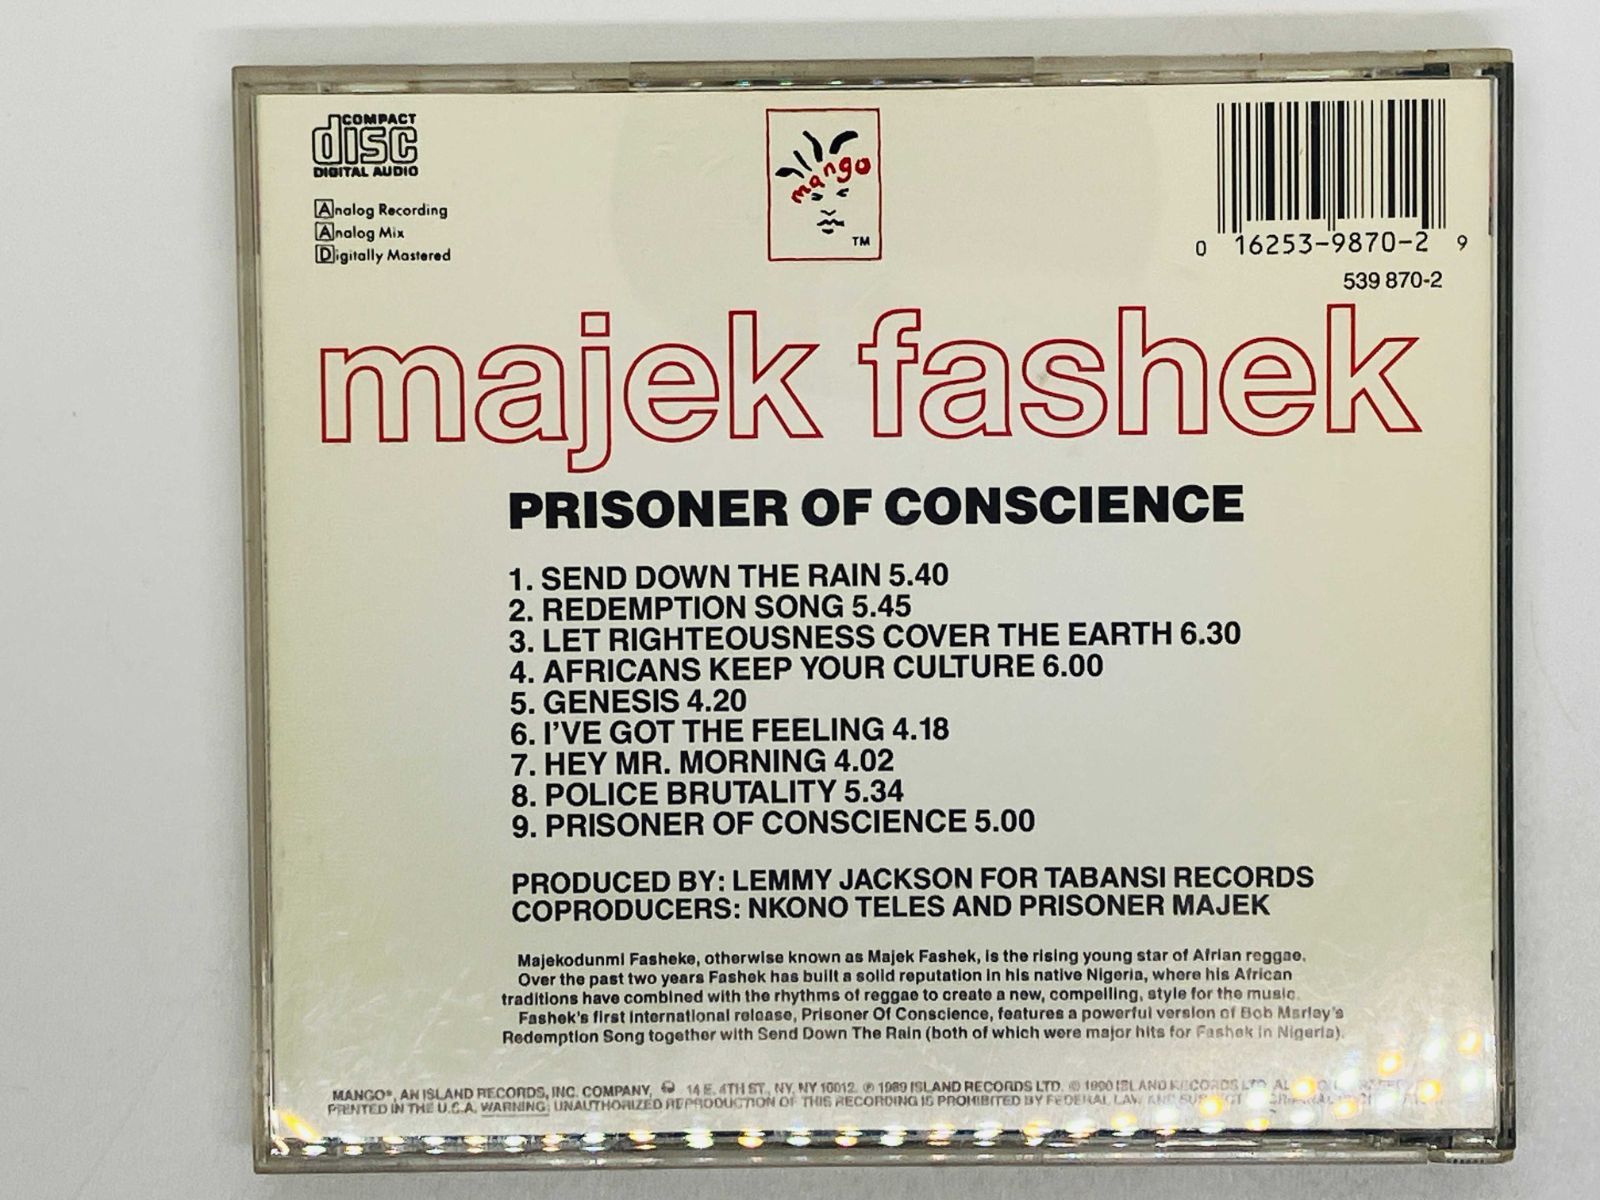 COMPACT
disc
DIGITAL AUDIO
Analog Recording
Analog Mix
Digitally Mastered
mango
TM
0 16253-9870-2 9
539 870-2
majek fashek
PRISONER OF CONSCIENCE
1. SEND DOWN THE RAIN 5.40
2. REDEMPTION SONG 5.45
3. LET RIGHTEOUSNESS COVER THE EARTH 6.30
4. AFRICANS KEEP YOUR CULTURE 6.00
5. GENESIS 4.20
6. I'VE GOT THE FEELING 4.18
7. HEY MR. MORNING 4.02
8. POLICE BRUTALITY 5.34
9. PRISONER OF CONSCIENCE 5.00
PRODUCED BY: LEMMY JACKSON FOR TABANSI RECORDS
COPRODUCERS: NKONO TELES AND PRISONER MAJEK
Majekodunmi Fasheke, otherwise known as Majek Fashek, is the rising young star of Afrian reggae.
Over the past two years Fashek has built a solid reputation in his native Nigeria, where his African
traditions have combined with the rhythms of reggae to create a new, compelling, style for the music.
Fashek's first international release, Prisoner Of Conscience, features a powerful version of Bob Marley's
Redemption Song together with Send Down The Rain (both of which were major hits for Fashek in Nigeria).
MANGO®, AN ISLAND RECORDS, INC. COMPANY, 14 E. 4TH ST., NY, NY 10012. ℗ 1989 ISLAND RECORDS LTD. © 1990 ISLAND RECORDS LTD.
PRINTED IN THE U.S.A. WARNING: UNAUTHORIZED REPRODUCTION OF THIS RECORDING IS PROHIBITED BY FEDERAL LAW AND SUBJECT